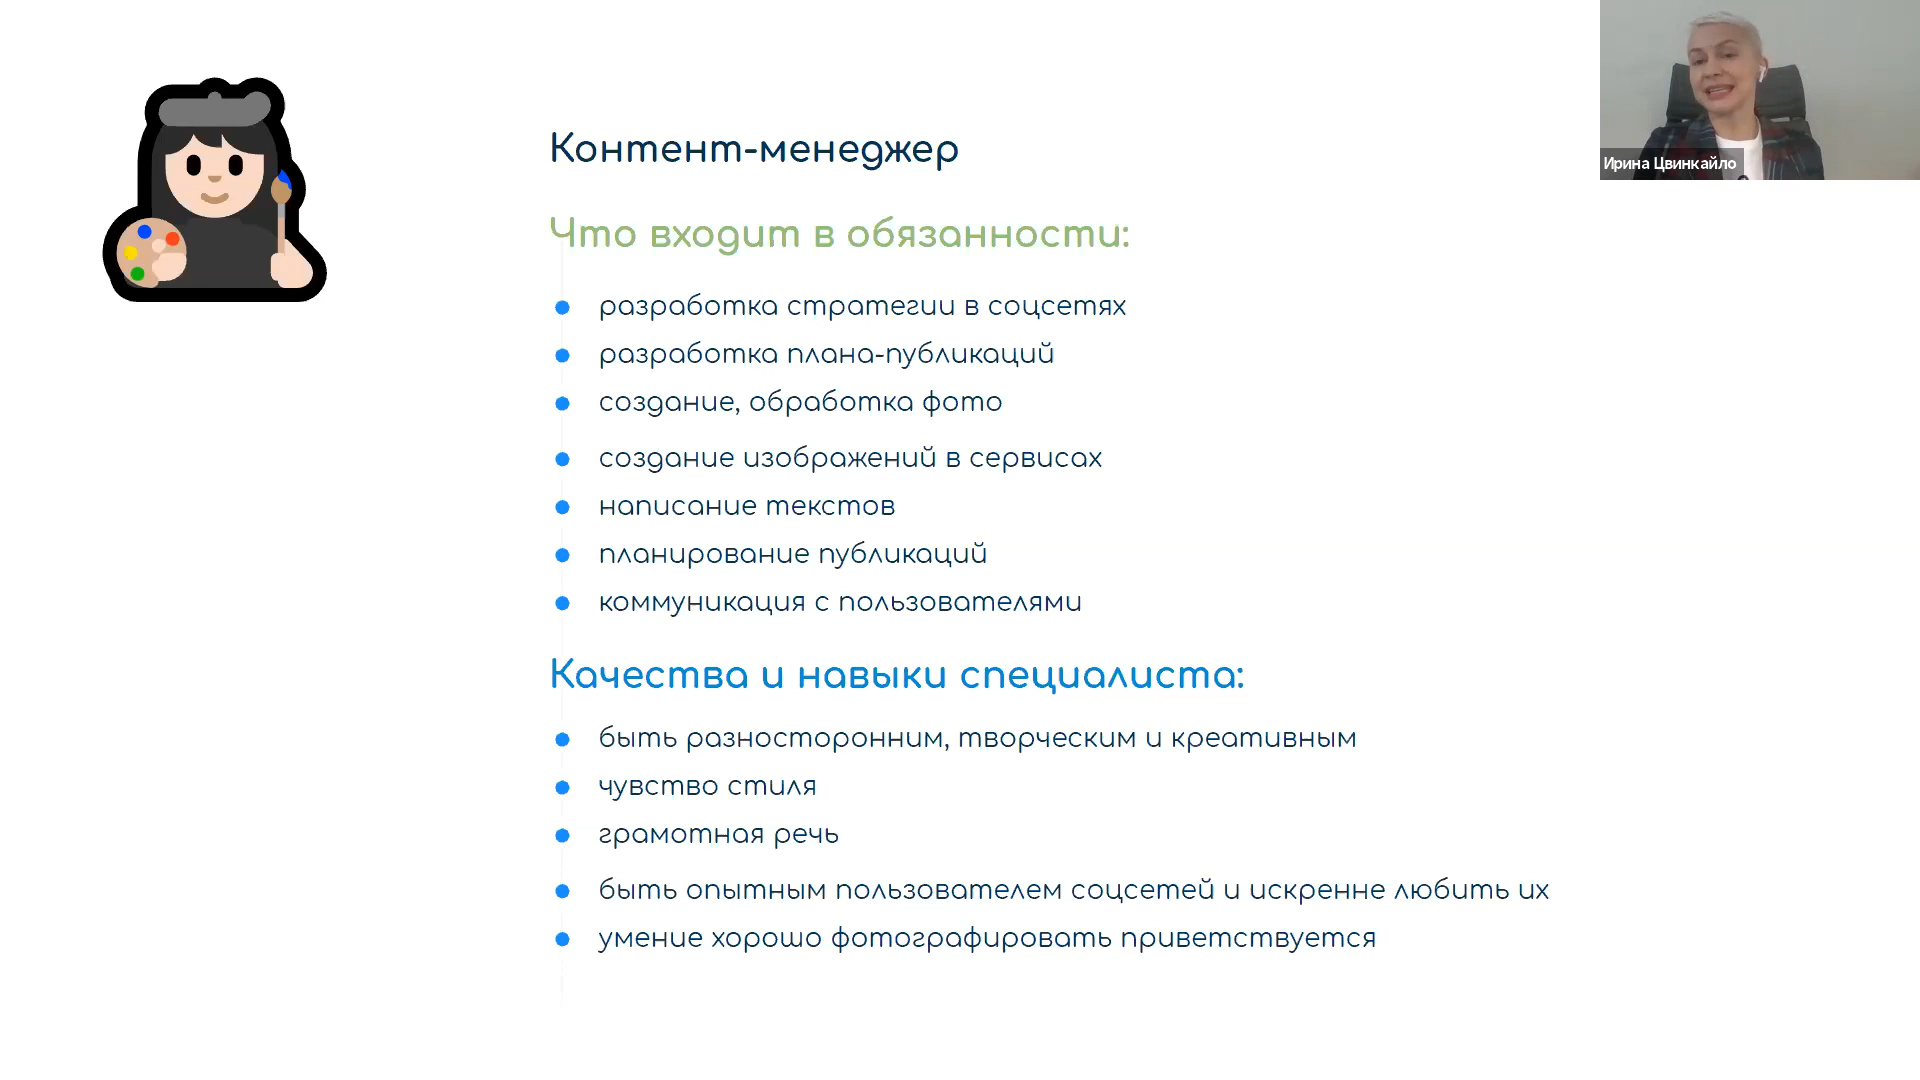 Ирина Цвинкайло
Контент-менеджер
Что входит в обязанности:
разработка стратегии в соцсетях
разработка плана-публикаций
создание, обработка фото
создание изображений в сервисах
написание текстов
планирование публикаций
коммуникация с пользователями
Качества и навыки специалиста:
быть разносторонним, творческим и креативным
чувство стиля
грамотная речь
быть опытным пользователем соцсетей и искренне любить их
умение хорошо фотографировать приветствуется